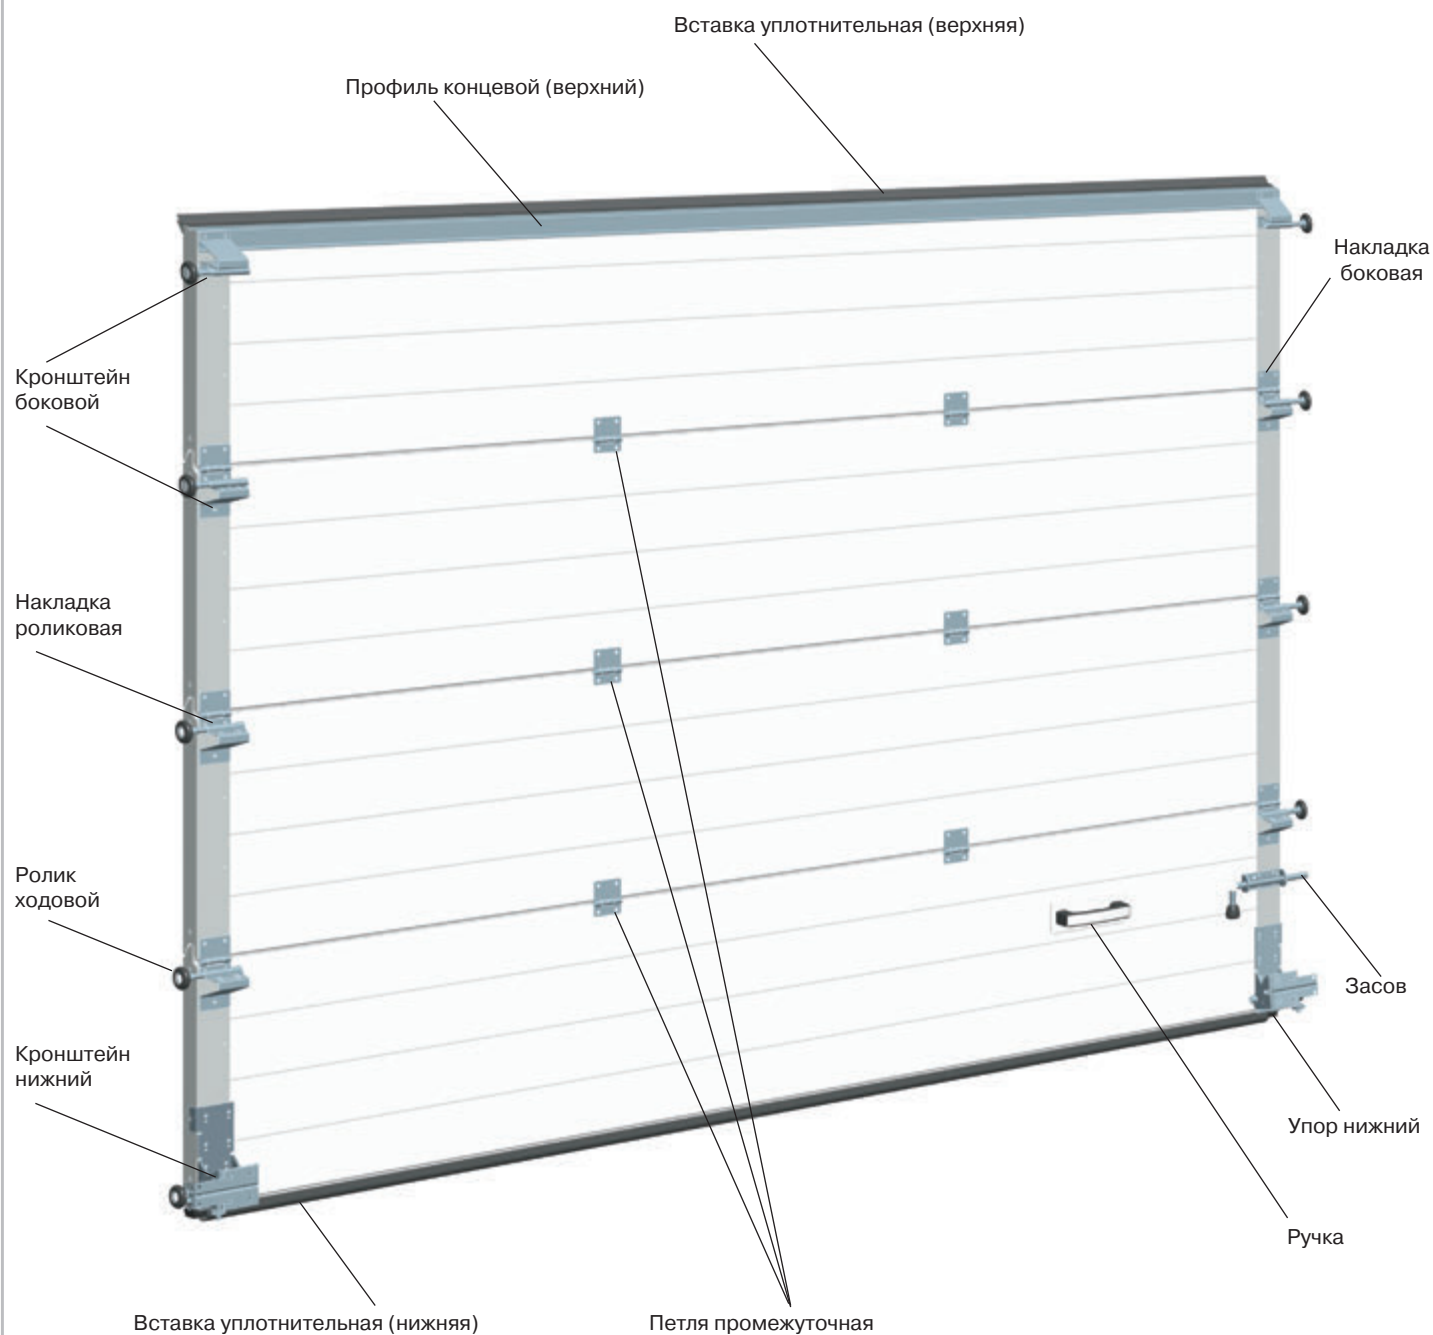 Вставка уплотнительная (верхняя)
Профиль концевой (верхний)
Накладка
боковая
Кронштейн
боковой
Накладка
роликовая
Ролик
ходовой
Засов
Кронштейн
нижний
Упор нижний
Ручка
Вставка уплотнительная (нижняя)
Петля промежуточная